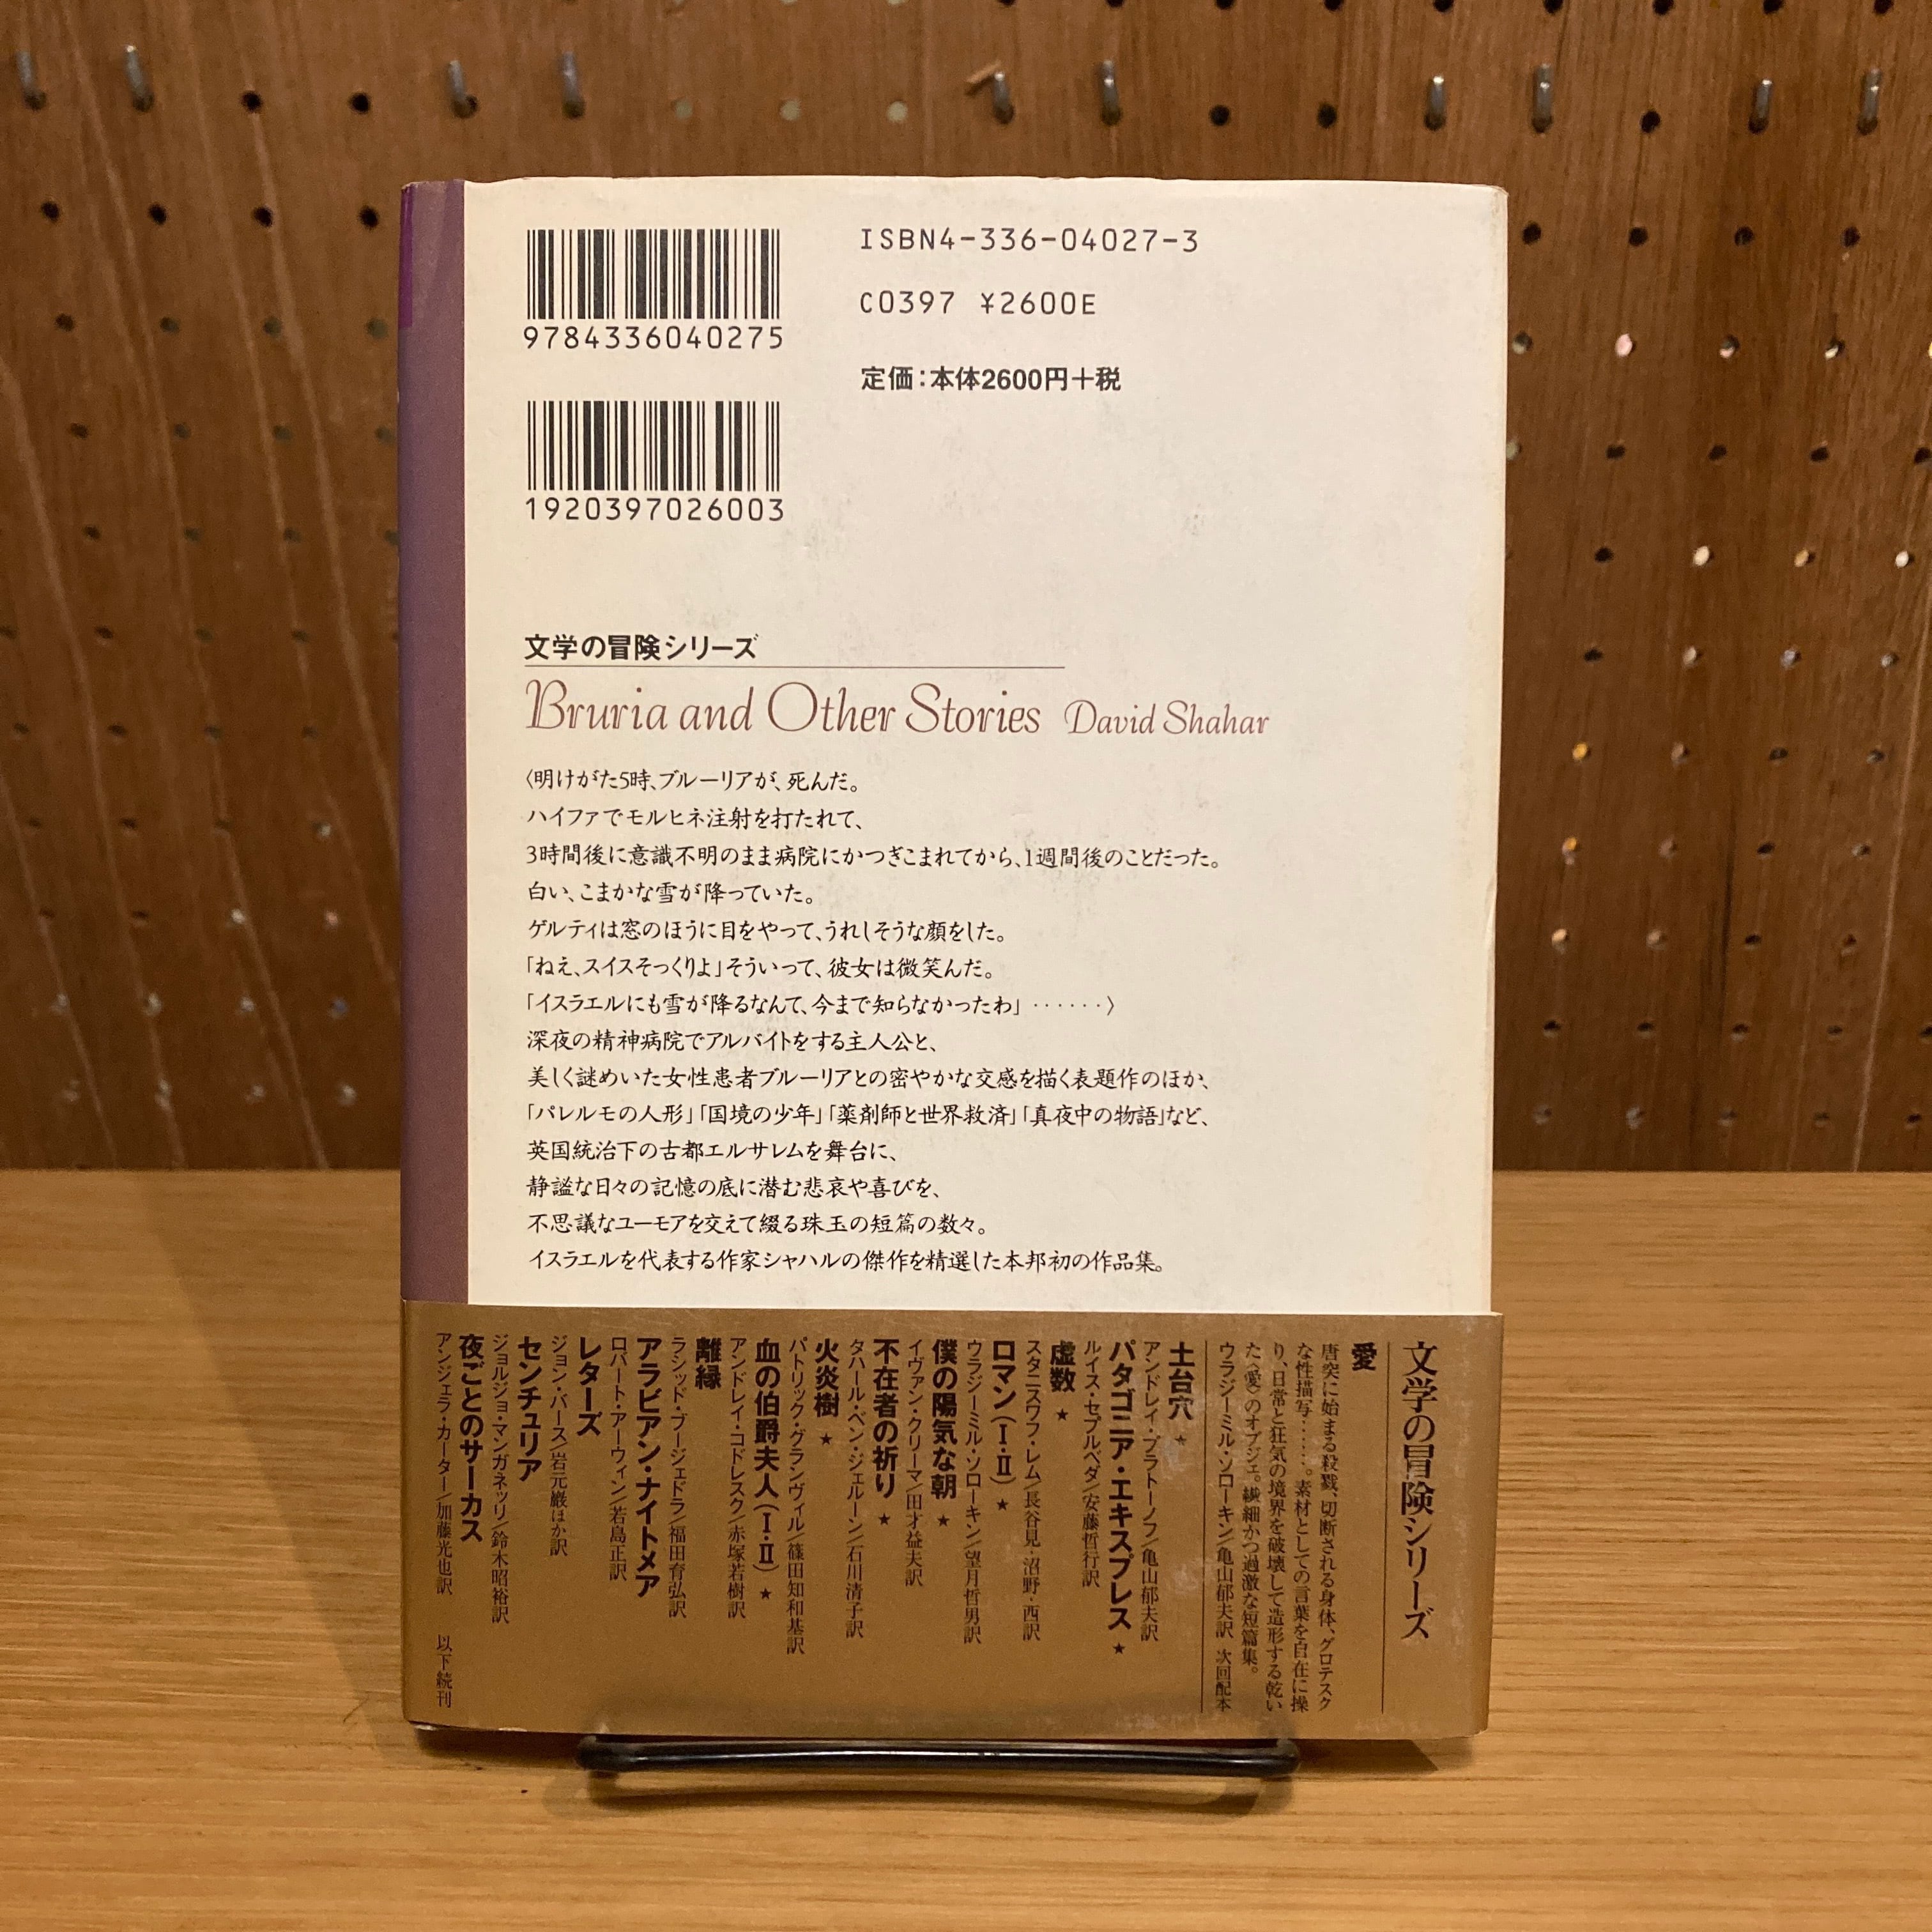 9784336040275
ISBN4-336-04027-3
C0397 ¥2600E
定価:本体2600円+税
1920397026003
文学の冒険シリーズ
Bruria and Other Stories David Shahar
〈明けがた5時、ブルーリアが、死んだ。
ハイファでモルヒネ注射を打たれて、
3時間後に意識不明のまま病院にかつぎこまれてから、1週間後のことだった。
白い、こまかな雪が降っていた。
ゲルティは窓のほうに目をやって、うれしそうな顔をした。
「ねえ、スイスそっくりよ」そういって、彼女は微笑んだ。
「イスラエルにも雪が降るなんて、今まで知らなかったわ」‥‥‥〉
深夜の精神病院でアルバイトをする主人公と、
美しく謎めいた女性患者ブルーリアとの密やかな交感を描く表題作のほか、
「パレルモの人形」「国境の少年」「薬剤師と世界救済」「真夜中の物語」など、
英国統治下の古都エルサレムを舞台に、
静謐な日々の記憶の底に潜む悲哀や喜びを、
不思議なユーモアを交えて綴る珠玉の短篇の数々。
イスラエルを代表する作家シャハルの傑作を精選した本邦初の作品集。
文学の冒険シリーズ
愛
唐突に始まる殺戮、切断される身体、グロテスク
な性描写‥‥‥。素材としての言葉を自在に操
り、日常と狂気の境界を破壊して造形する乾い
た〈愛〉のオブジェ。繊細かつ過激な短篇集。
ウラジーミル・ソローキン/亀山郁夫訳 次回配本
土台穴★
アンドレイ・プラトーノフ/亀山郁夫訳
パタゴニア・エキスプレス★
ルイス・セプルベダ/安藤哲行訳
虚数★
スタニスワフ・レム/長谷見・沼野・西訳
ロマン(I・II)★
ウラジーミル・ソローキン/望月哲男訳
僕の陽気な朝★
イヴァン・クリーマ/田才益夫訳
不在者の祈り★
タハール・ベン・ジェルーン/石川清子訳
火炎樹★
パトリック・グランヴィル/篠田知和基訳
血の伯爵夫人(I・II)★
アンドレイ・コドレスク/赤塚若樹訳
離縁
ラシッド・ブージェドラ/福田育弘訳
アラビアン・ナイトメア
ロバート・アーウィン/若島正訳
レターズ
ジョン・バース/岩元巌ほか訳
センチュリア
ジョルジョ・マンガネッリ/鈴木昭裕訳
夜ごとのサーカス
アンジェラ・カーター/加藤光也訳 以下続刊